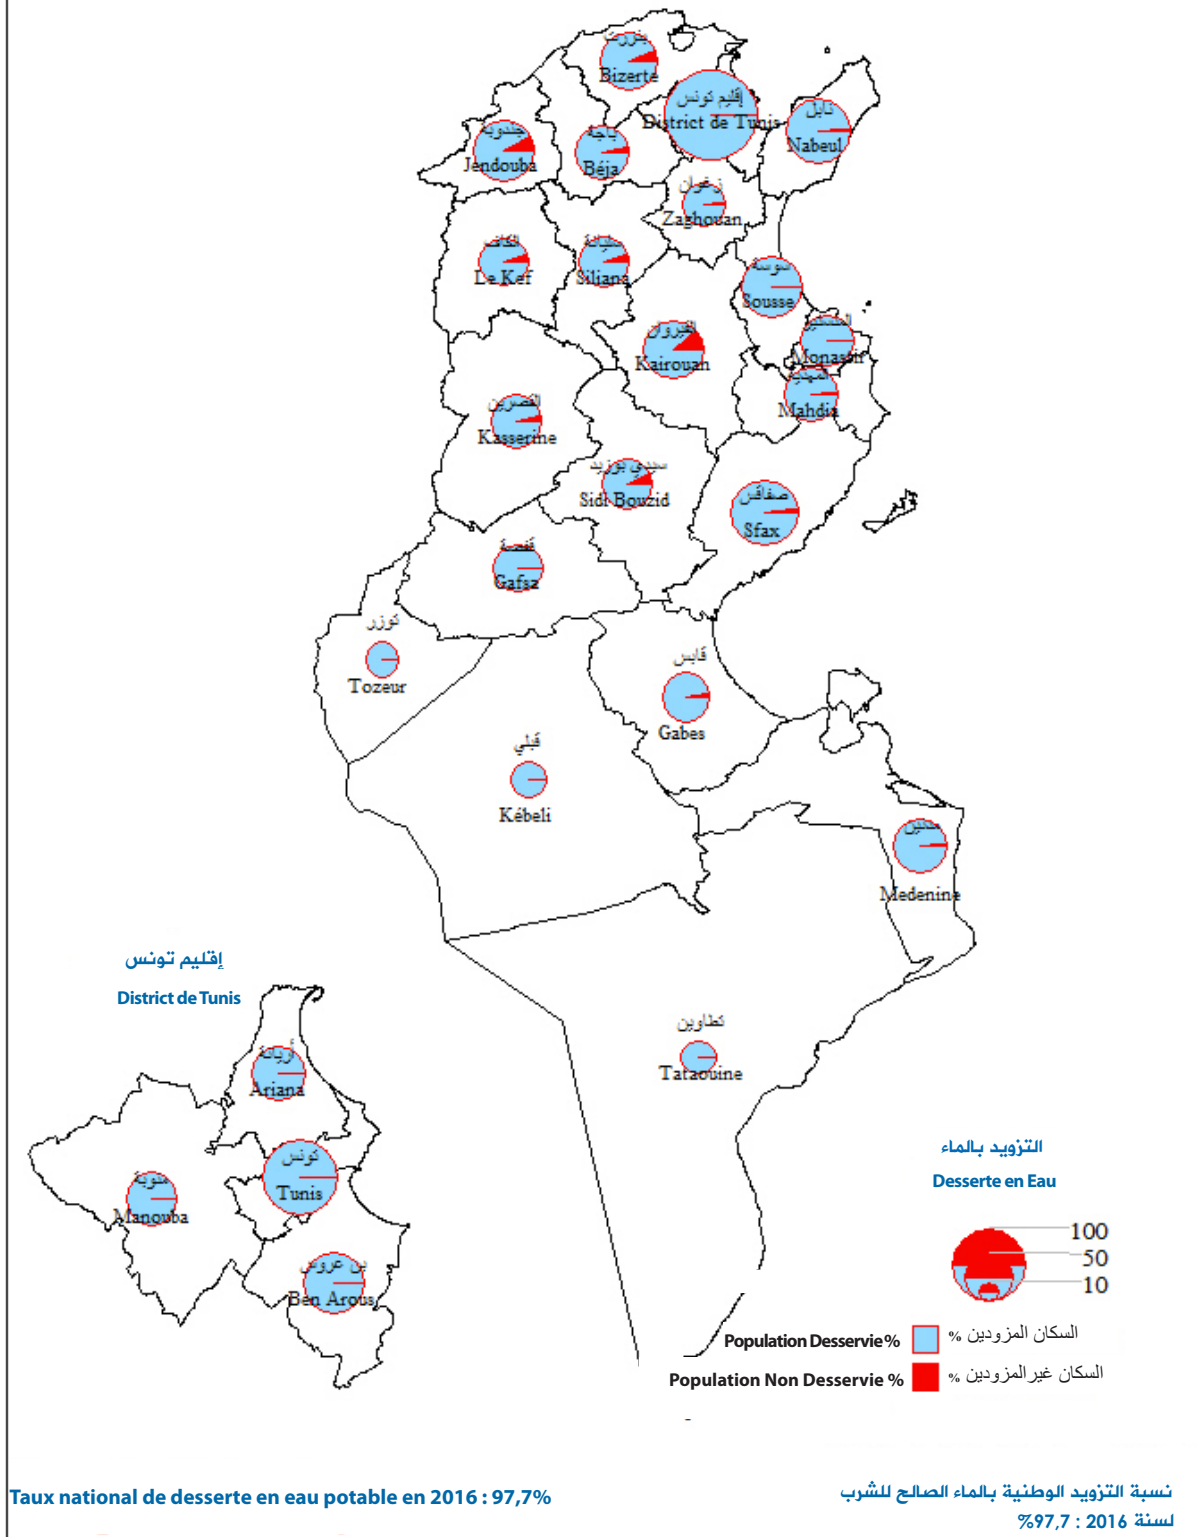 بنزرت
Bizerte
إقليم تونس
District de Tunis
نابل
Nabeul
جندوبة
Jendouba
باجة
Béja
زغوان
Zaghouan
الكاف
Le Kef
سليانة
Siliana
سوسة
Sousse
المنستير
Monastir
القيروان
Kairouan
المهدية
Mahdia
القصرين
Kasserine
سيدي بوزيد
Sidi Bouzid
صفاقس
Sfax
قفصة
Gafsa
توزر
Tozeur
قابس
Gabes
قبلي
Kébeli
مدنين
Medenine
تطاوين
Tataouine
إقليم تونس
District de Tunis
أريانة
Ariana
تونس
Tunis
منوبة
Manouba
بن عروس
Ben Arous
التزويد بالماء
Desserte en Eau
100
50
10
Population Desservie %
السكان المزودين %
Population Non Desservie %
السكان غيرالمزودين %
Taux national de desserte en eau potable en 2016 : 97,7%
نسبة التزويد الوطنية بالماء الصالح للشرب
لسنة 2016 : 97,7%